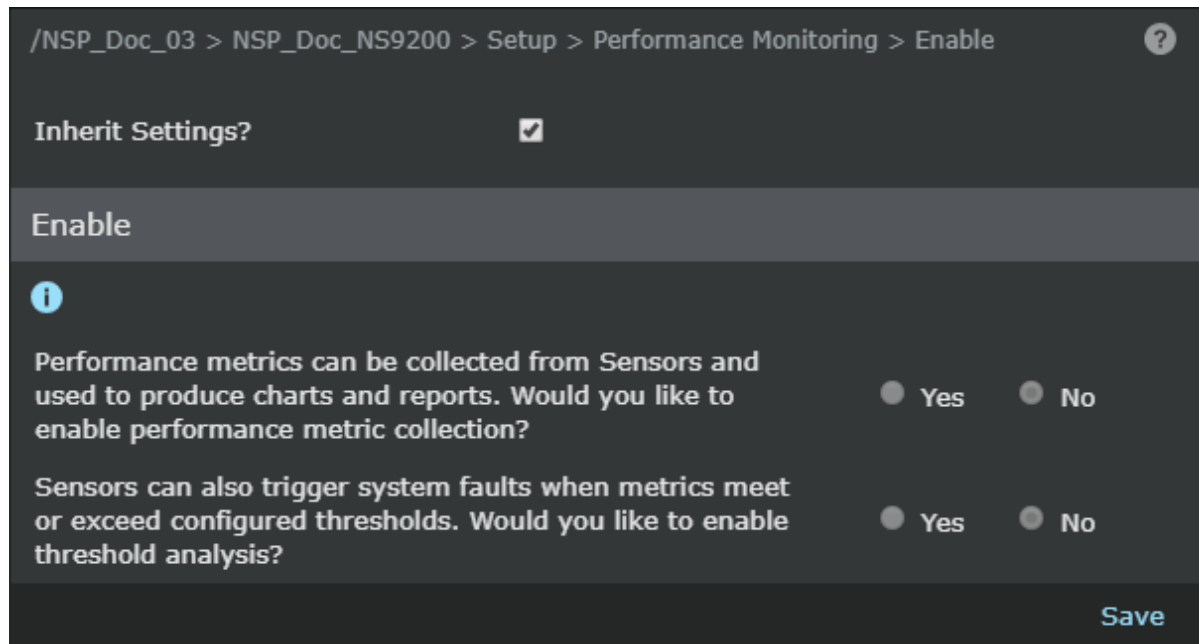 /NSP_Doc_03 > NSP_Doc_NS9200 > Setup > Performance Monitoring > Enable
Inherit Settings?
Enable
Performance metrics can be collected from Sensors and
used to produce charts and reports. Would you like to
enable performance metric collection?
Yes No
Sensors can also trigger system faults when metrics meet
or exceed configured thresholds. Would you like to enable
threshold analysis?
Yes No
Save